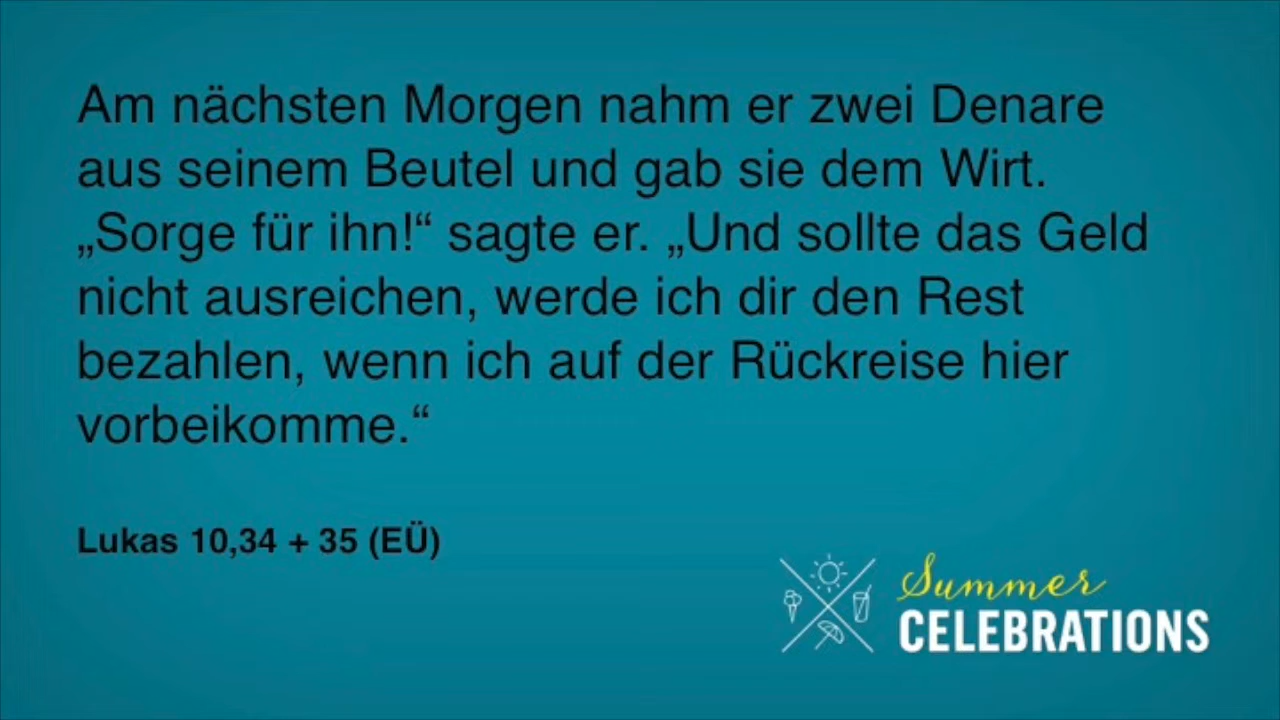 Am nächsten Morgen nahm er zwei Denare
aus seinem Beutel und gab sie dem Wirt.
„Sorge für ihn!“ sagte er. „Und sollte das Geld
nicht ausreichen, werde ich dir den Rest
bezahlen, wenn ich auf der Rückreise hier
vorbeikomme.“
Lukas 10,34 + 35 (EÜ)
Summer
CELEBRATIONS